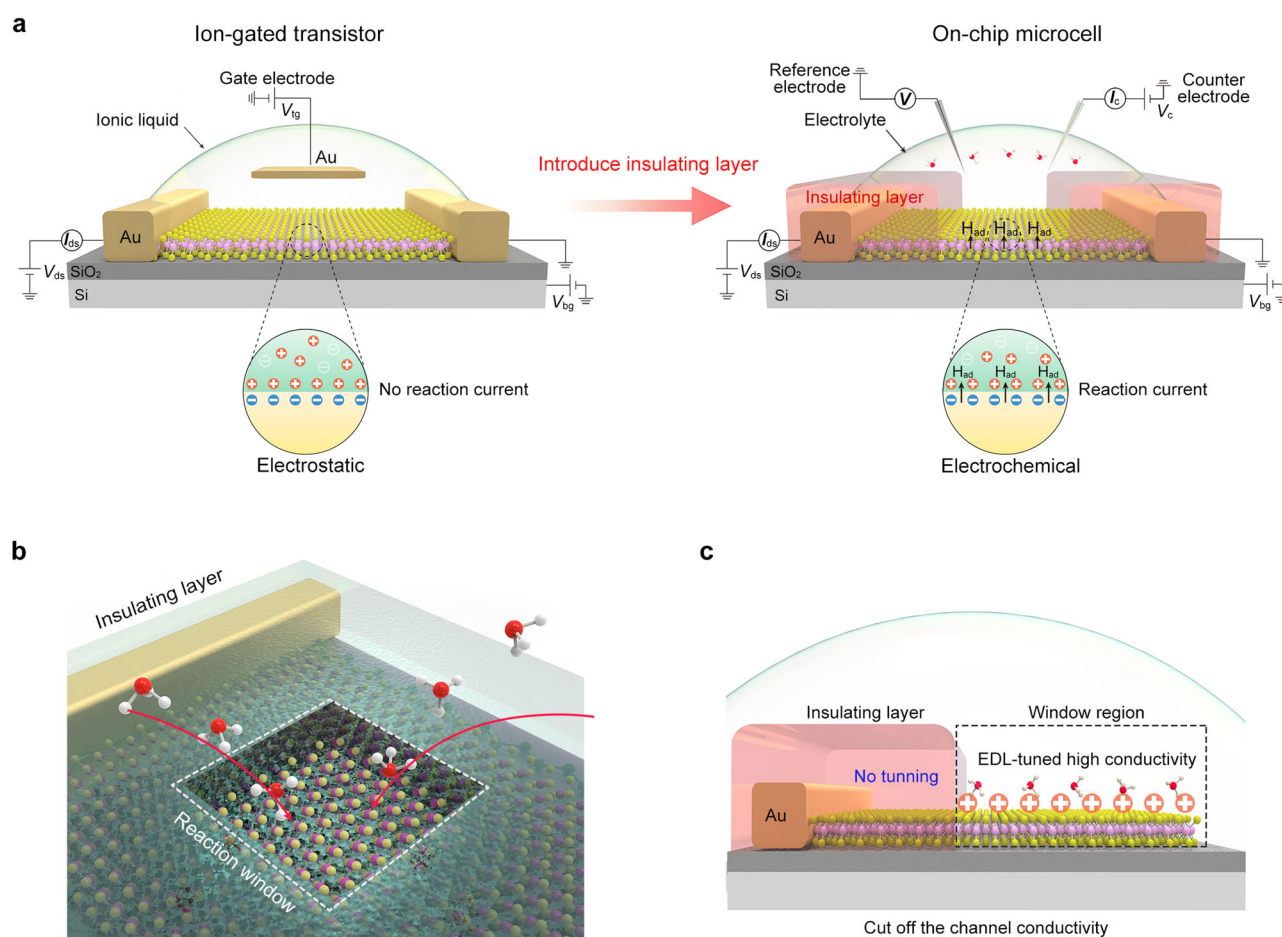 a
Ion-gated transistor
On-chip microcell
Gate electrode
V_tg
Ionic liquid
Au
Introduce insulating layer
Reference
electrode
V
I_c
Counter
electrode
V_c
Electrolyte
Insulating layer
Au
I_ds
V_ds
SiO₂
Si
V_bg
H_ad H_ad H_ad
Au
I_ds
V_ds
SiO₂
Si
V_bg
No reaction current
Electrostatic
H_ad H_ad H_ad
Reaction current
Electrochemical
b
Insulating layer
Reaction window
c
Insulating layer
Window region
No tunning
EDL-tuned high conductivity
Au
Cut off the channel conductivity